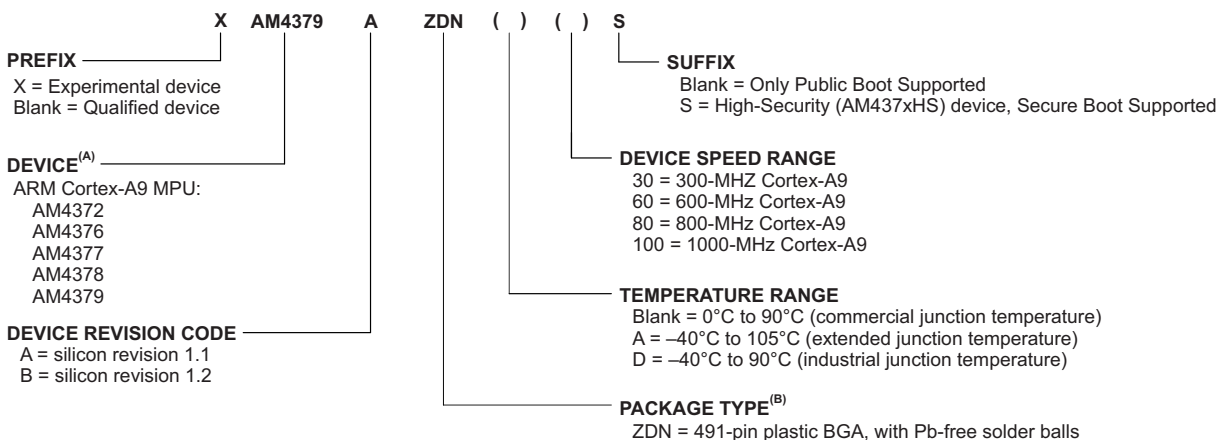 X AM4379 A ZDN ( ) ( ) S
PREFIX
X = Experimental device
Blank = Qualified device
SUFFIX
Blank = Only Public Boot Supported
S = High-Security (AM437xHS) device, Secure Boot Supported
DEVICE(A)
ARM Cortex-A9 MPU:
AM4372
AM4376
AM4377
AM4378
AM4379
DEVICE SPEED RANGE
30 = 300-MHZ Cortex-A9
60 = 600-MHz Cortex-A9
80 = 800-MHz Cortex-A9
100 = 1000-MHz Cortex-A9
DEVICE REVISION CODE
A = silicon revision 1.1
B = silicon revision 1.2
TEMPERATURE RANGE
Blank = 0°C to 90°C (commercial junction temperature)
A = –40°C to 105°C (extended junction temperature)
D = –40°C to 90°C (industrial junction temperature)
PACKAGE TYPE(B)
ZDN = 491-pin plastic BGA, with Pb-free solder balls